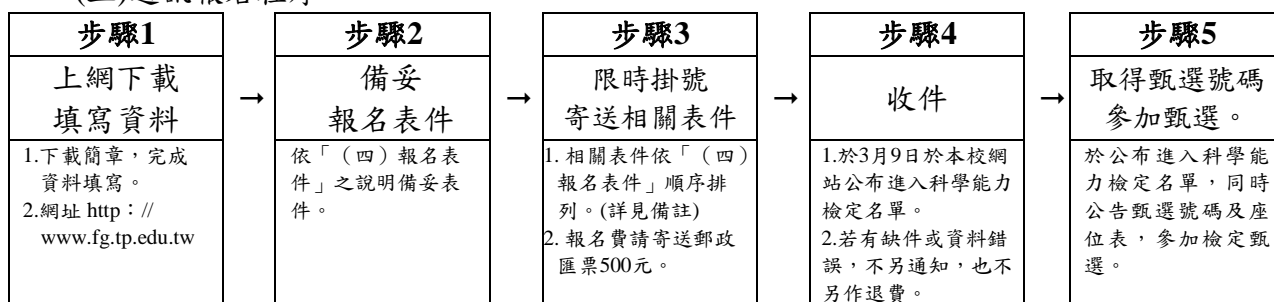 步驟1
上網下載
填寫資料
1.下載簡章，完成
資料填寫。
2.網址 http：//
www.fg.tp.edu.tw
→
步驟2
備妥
報名表件
依「（四）報名表
件」之說明備妥表
件。
→
步驟3
限時掛號
寄送相關表件
1. 相關表件依「（四）
報名表件」順序排
列。(詳見備註)
2. 報名費請寄送郵政
匯票500元。
→
步驟4
收件
1.於3月9日於本校網
站公布進入科學能力
檢定名單。
2.若有缺件或資料錯
誤，不另通知，也不
另作退費。
→
步驟5
取得甄選號碼
參加甄選。
於公布進入科學能
力檢定名單，同時
公告甄選號碼及座
位表，參加檢定甄
選。